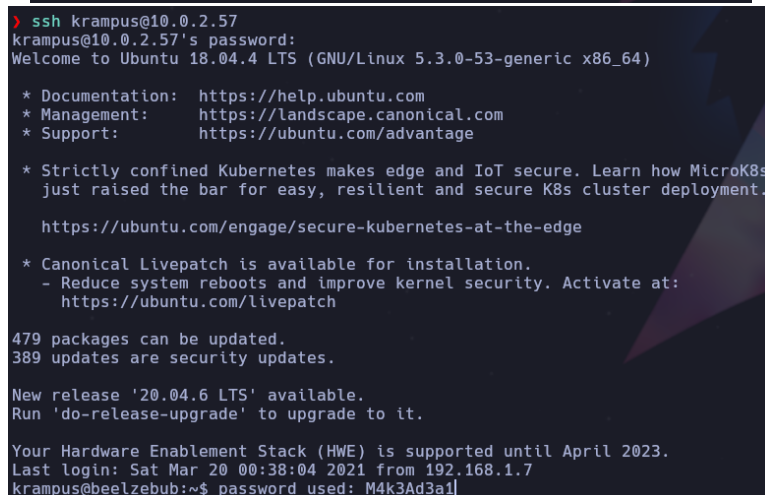 ❯ ssh krampus@10.0.2.57
krampus@10.0.2.57's password:
Welcome to Ubuntu 18.04.4 LTS (GNU/Linux 5.3.0-53-generic x86_64)
* Documentation:  https://help.ubuntu.com
* Management:     https://landscape.canonical.com
* Support:        https://ubuntu.com/advantage
* Strictly confined Kubernetes makes edge and IoT secure. Learn how MicroK8s
just raised the bar for easy, resilient and secure K8s cluster deployment.
https://ubuntu.com/engage/secure-kubernetes-at-the-edge
* Canonical Livepatch is available for installation.
- Reduce system reboots and improve kernel security. Activate at:
https://ubuntu.com/livepatch
479 packages can be updated.
389 updates are security updates.
New release '20.04.6 LTS' available.
Run 'do-release-upgrade' to upgrade to it.
Your Hardware Enablement Stack (HWE) is supported until April 2023.
Last login: Sat Mar 20 00:38:04 2021 from 192.168.1.7
krampus@beelzebub:~$ password used: M4k3Ad3a1